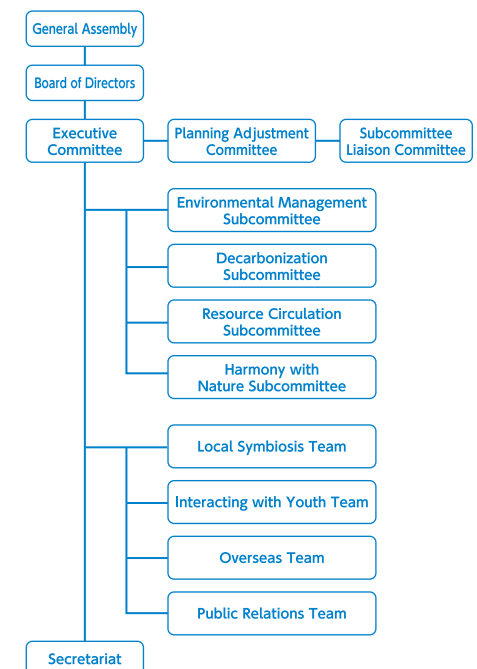 General Assembly
Board of Directors
Executive
Committee
Planning Adjustment
Committee
Subcommittee
Liaison Committee
Environmental Management
Subcommittee
Decarbonization
Subcommittee
Resource Circulation
Subcommittee
Harmony with
Nature Subcommittee
Local Symbiosis Team
Interacting with Youth Team
Overseas Team
Public Relations Team
Secretariat